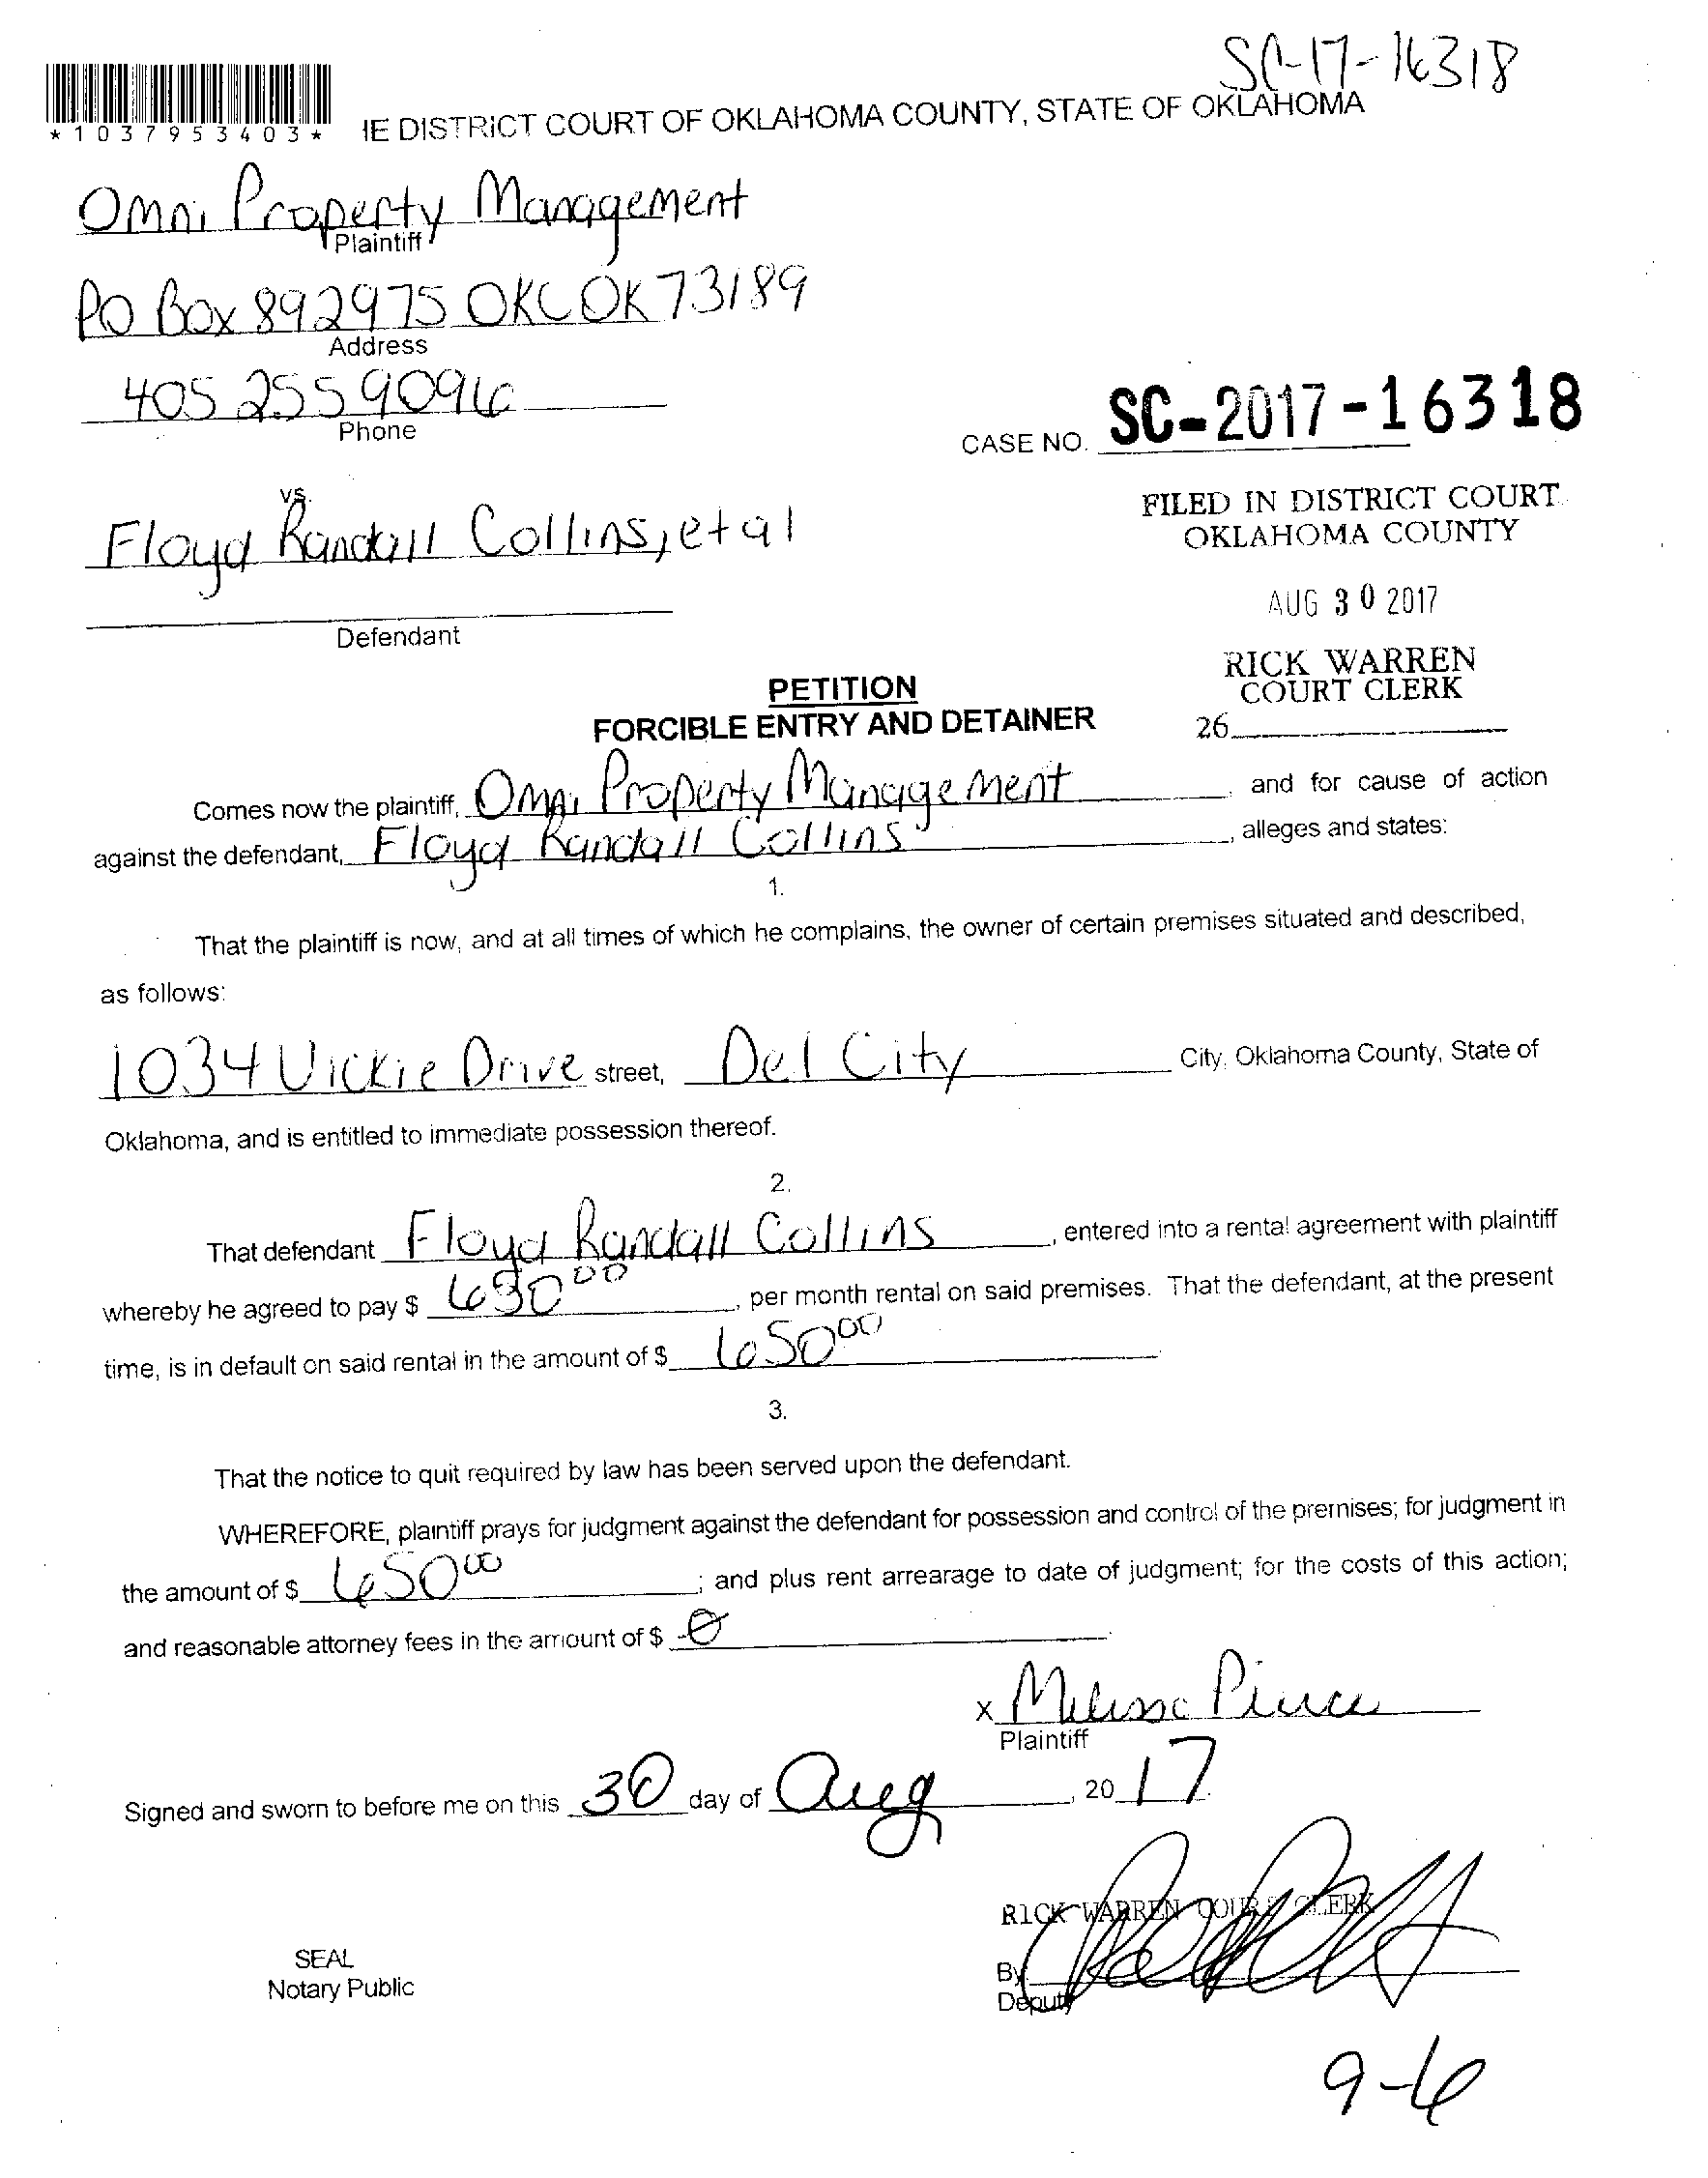 SC-17-16318
*1037953403*
IE DISTRICT COURT OF OKLAHOMA COUNTY, STATE OF OKLAHOMA
Omni Property Management
Plaintiff
PO Box 892975 OKC OK 73189
Address
405 255 9096
Phone
CASE NO. SC-2017-16318
vs.
FILED IN DISTRICT COURT
OKLAHOMA COUNTY
Floyd Randall Collins, et al
AUG 30 2017
Defendant
RICK WARREN
COURT CLERK
26
PETITION
FORCIBLE ENTRY AND DETAINER
Comes now the plaintiff, Omni Property Management, and for cause of action
against the defendant, Floyd Randall Collins, alleges and states:
1.
That the plaintiff is now, and at all times of which he complains, the owner of certain premises situated and described,
as follows:
1034 Vickie Drive street, Del City City, Oklahoma County, State of
Oklahoma, and is entitled to immediate possession thereof.
2.
That defendant Floyd Randall Collins, entered into a rental agreement with plaintiff
whereby he agreed to pay $ 00, per month rental on said premises. That the defendant, at the present
time, is in default on said rental in the amount of $ 650 00
3.
That the notice to quit required by law has been served upon the defendant.
WHEREFORE, plaintiff prays for judgment against the defendant for possession and control of the premises; for judgment in
the amount of $ 650 00; and plus rent arrearage to date of judgment; for the costs of this action;
and reasonable attorney fees in the amount of $ 0
x Melissa Pierce
Plaintiff
Signed and sworn to before me on this 30 day of Aug, 20 17.
RICK WARREN COURT CLERK
SEAL
Notary Public
By
Deputy
9-6